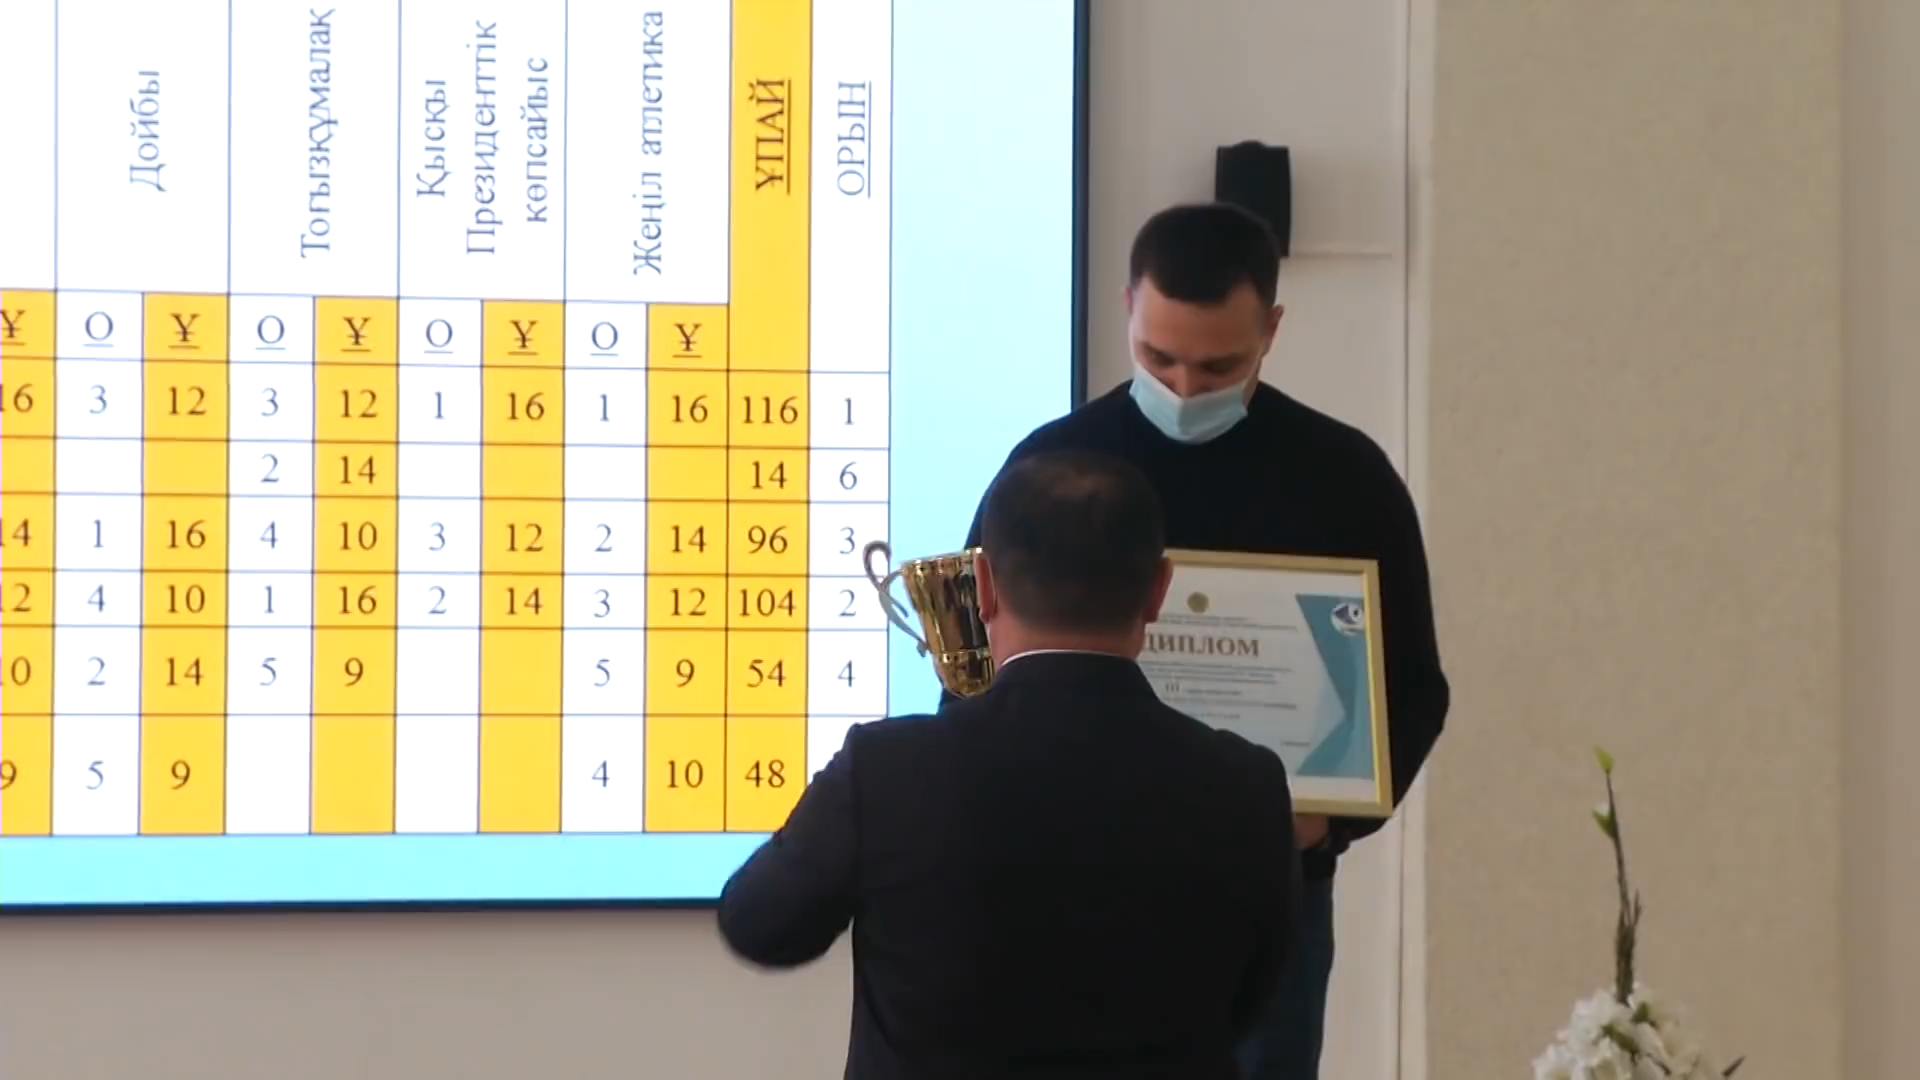 Дойбы
Тоғызқұмалақ
Қысқы
Президенттік
көпсайыс
Жеңіл атлетика
ҰПАЙ
ОРЫН
Ұ О Ұ О Ұ О Ұ О Ұ
16 3 12 3 12 1 16 1 16 116 1
2 14 14 6
14 1 16 4 10 3 12 2 14 96 3
12 4 10 1 16 2 14 3 12 104 2
10 2 14 5 9 5 9 54 4
9 5 9 4 10 48
ДИПЛОМ
III